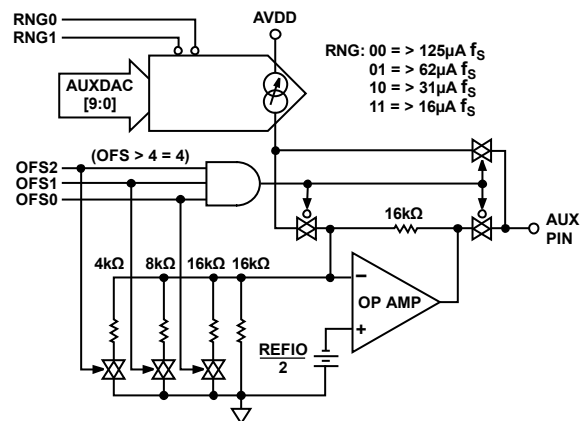 RNG0
RNG1
AVDD
RNG: 00 = > 125µA fS
01 = > 62µA fS
10 = > 31µA fS
11 = > 16µA fS
AUXDAC
[9:0]
(OFS > 4 = 4)
OFS2
OFS1
OFS0
16kΩ
AUX
PIN
4kΩ
8kΩ
16kΩ
16kΩ
−
OP AMP
+
REFIO
2